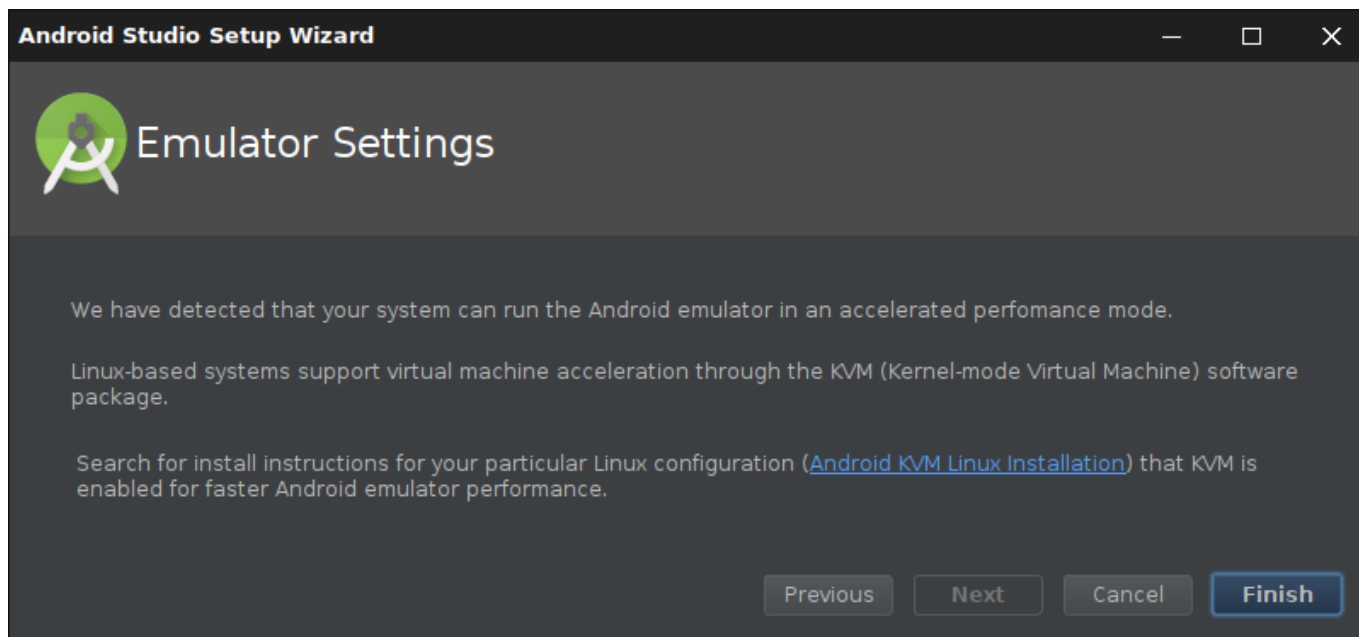 Android Studio Setup Wizard
Emulator Settings
We have detected that your system can run the Android emulator in an accelerated perfomance mode.
Linux-based systems support virtual machine acceleration through the KVM (Kernel-mode Virtual Machine) software
package.
Search for install instructions for your particular Linux configuration (Android KVM Linux Installation) that KVM is
enabled for faster Android emulator performance.
Previous Next Cancel Finish